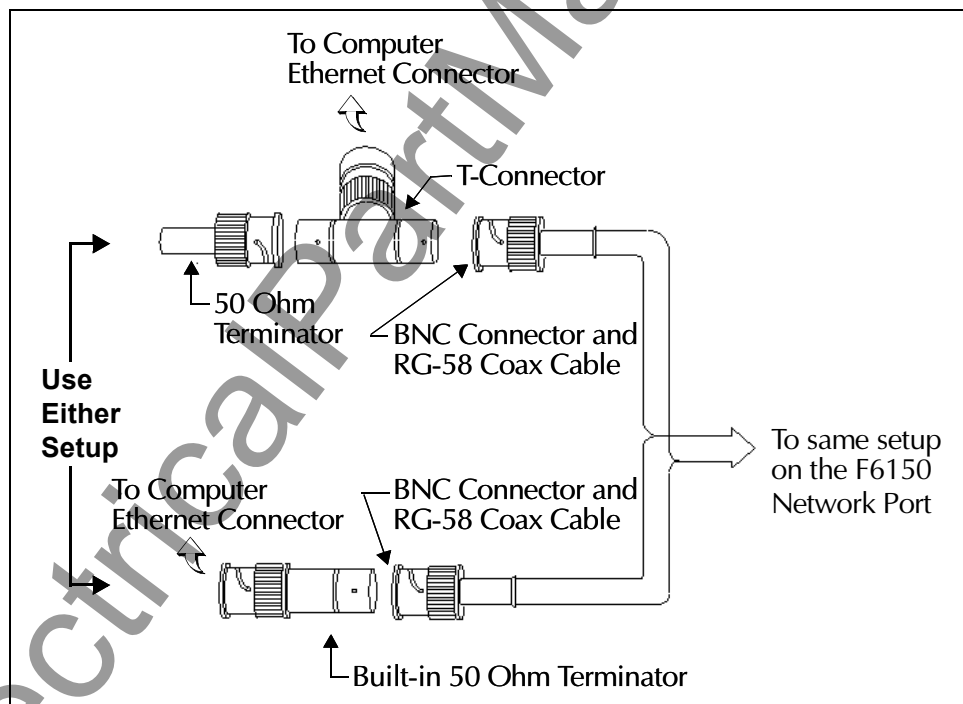 To Computer
Ethernet Connector
T-Connector
50 Ohm
Terminator
BNC Connector and
RG-58 Coax Cable
Use
Either
Setup
To same setup
on the F6150
Network Port
To Computer
Ethernet Connector
BNC Connector and
RG-58 Coax Cable
Built-in 50 Ohm Terminator
ectricalPartMa